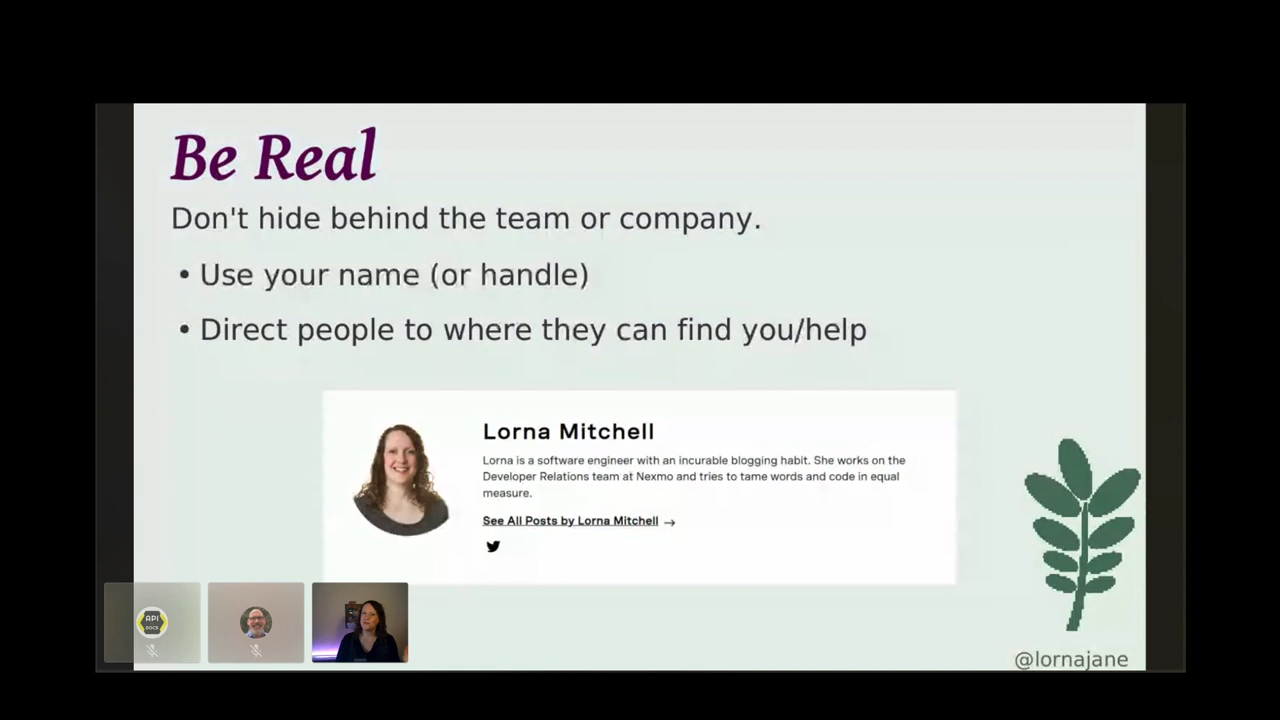 Be Real
Don't hide behind the team or company.
• Use your name (or handle)
• Direct people to where they can find you/help
Lorna Mitchell
Lorna is a software engineer with an incurable blogging habit. She works on the
Developer Relations team at Nexmo and tries to tame words and code in equal
measure.
See All Posts by Lorna Mitchell →
API
DOCS
@lornajane